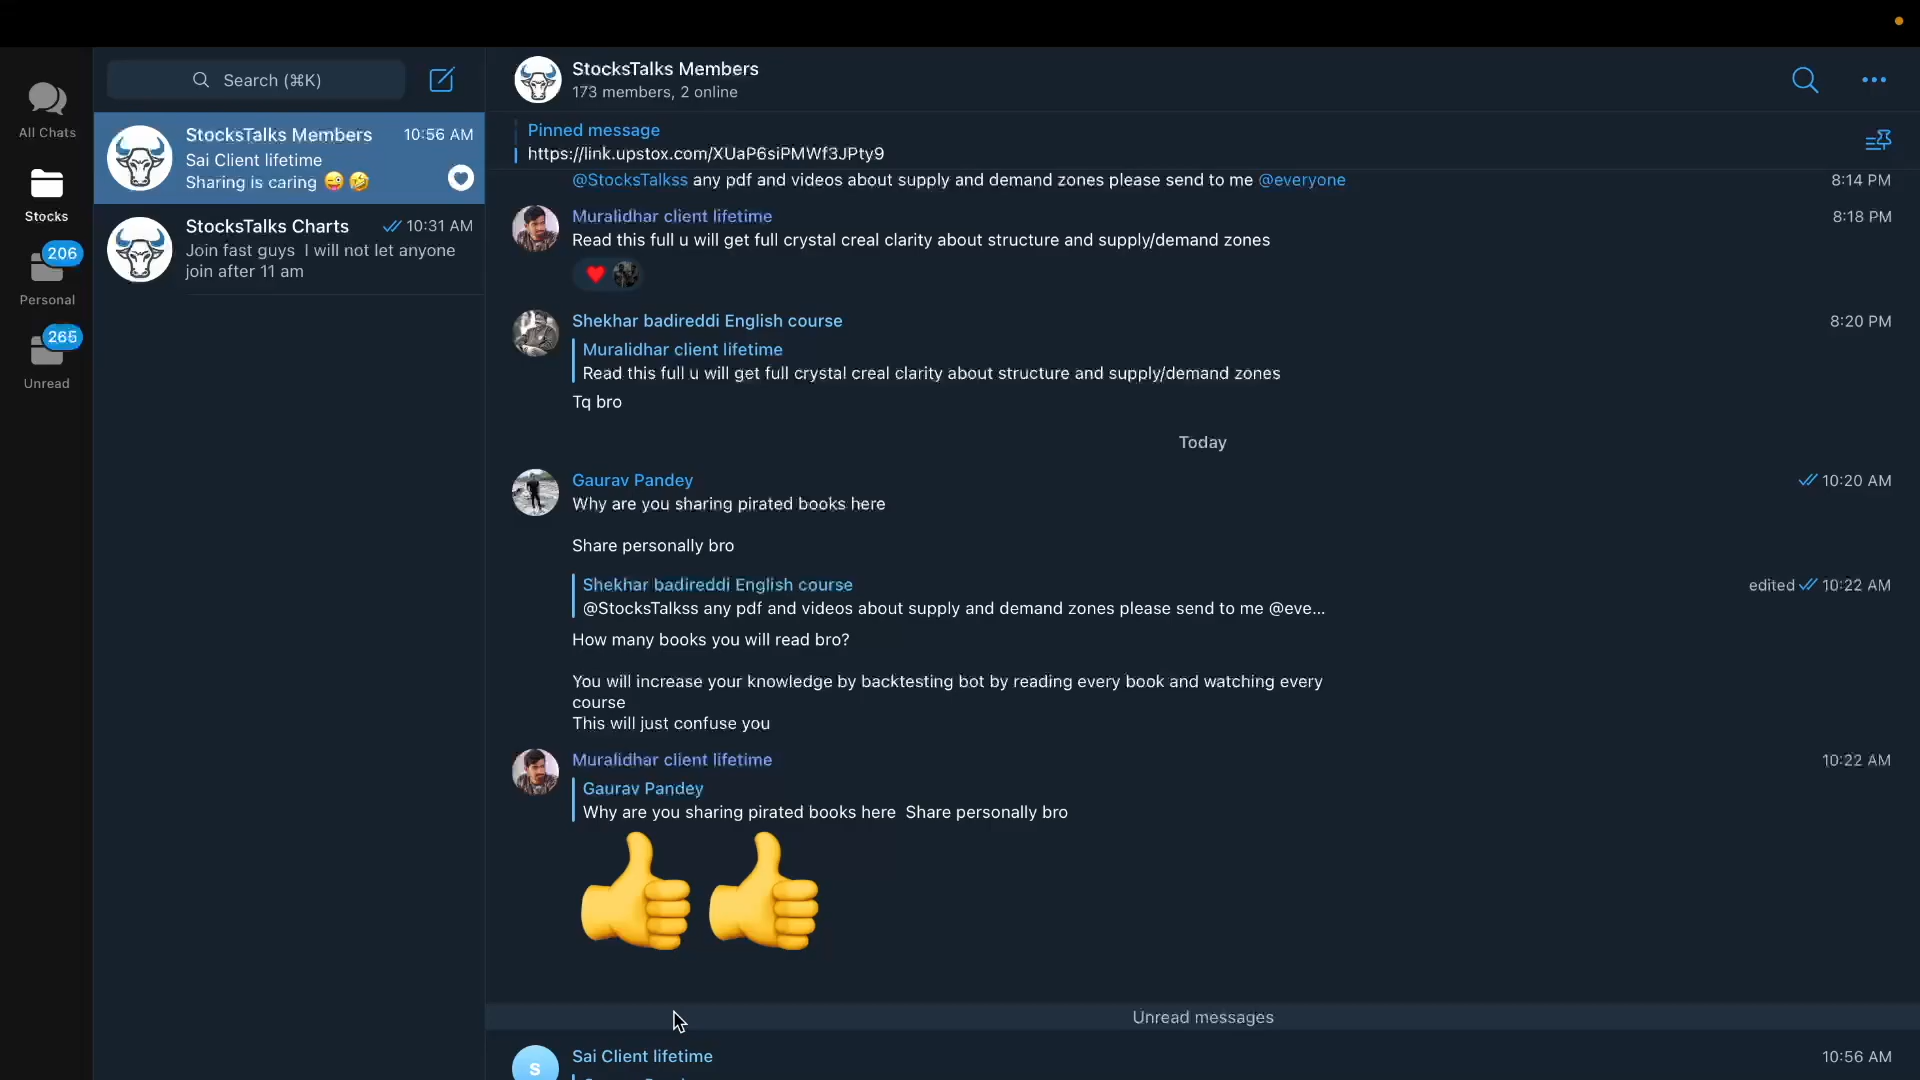 All Chats
Stocks
206
Personal
265
Unread
Search (⌘K)
StocksTalks Members
10:56 AM
Sai Client lifetime
Sharing is caring 😜🤣
StocksTalks Charts
10:31 AM
Join fast guys I will not let anyone
join after 11 am
StocksTalks Members
173 members, 2 online
Pinned message
https://link.upstox.com/XUaP6siPMWf3JPty9
@StocksTalkss any pdf and videos about supply and demand zones please send to me @everyone
8:14 PM
Muralidhar client lifetime
8:18 PM
Read this full u will get full crystal creal clarity about structure and supply/demand zones
Shekhar badireddi English course
8:20 PM
Muralidhar client lifetime
Read this full u will get full crystal creal clarity about structure and supply/demand zones
Tq bro
Today
Gaurav Pandey
10:20 AM
Why are you sharing pirated books here
Share personally bro
Shekhar badireddi English course
edited 10:22 AM
@StocksTalkss any pdf and videos about supply and demand zones please send to me @eve...
How many books you will read bro?
You will increase your knowledge by backtesting bot by reading every book and watching every
course
This will just confuse you
Muralidhar client lifetime
10:22 AM
Gaurav Pandey
Why are you sharing pirated books here Share personally bro
👍👍
Unread messages
S
Sai Client lifetime
10:56 AM